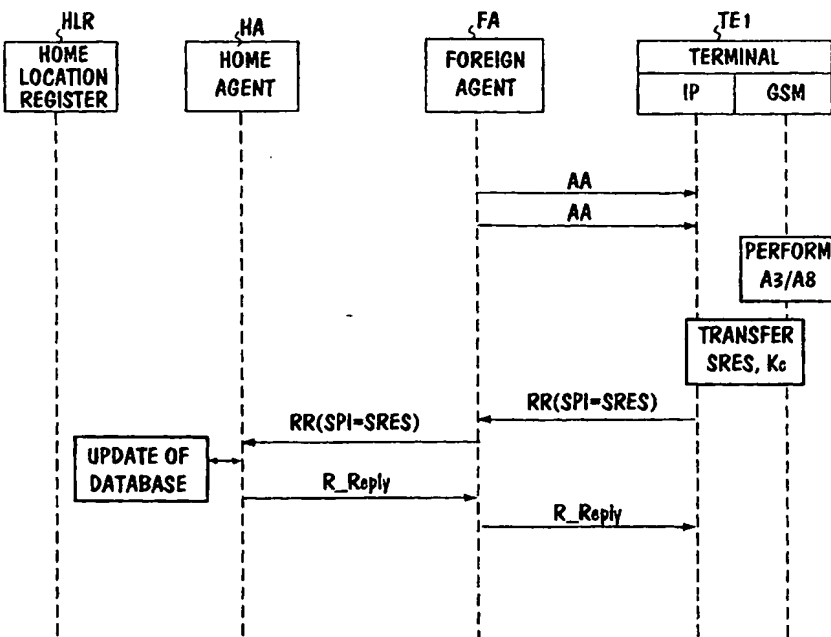 HLR
HA
FA
TE1
HOME
LOCATION
REGISTER
HOME
AGENT
FOREIGN
AGENT
TERMINAL
IP
GSM
AA
AA
PERFORM
A3/A8
TRANSFER
SRES, Kc
RR(SPI=SRES)
RR(SPI=SRES)
UPDATE OF
DATABASE
R_Reply
R_Reply